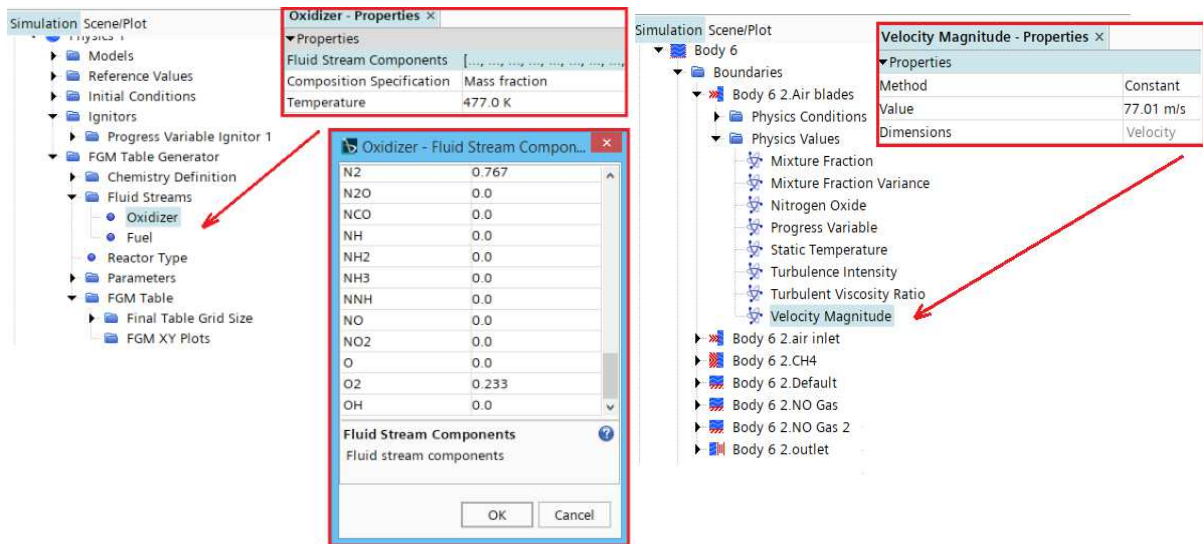 Simulation Scene/Plot
Physics 1
Models
Reference Values
Initial Conditions
Ignitors
Progress Variable Ignitor 1
FGM Table Generator
Chemistry Definition
Fluid Streams
Oxidizer
Fuel
Reactor Type
Parameters
FGM Table
Final Table Grid Size
FGM XY Plots
Oxidizer - Properties ×
Properties
Fluid Stream Components [..., ..., ..., ..., ..., ..., ..., ...,
Composition Specification Mass fraction
Temperature 477.0 K
Oxidizer - Fluid Stream Compon... ×
N2 0.767
N2O 0.0
NCO 0.0
NH 0.0
NH2 0.0
NH3 0.0
NNH 0.0
NO 0.0
NO2 0.0
O 0.0
O2 0.233
OH 0.0
Fluid Stream Components ?
Fluid stream components
OK Cancel
Simulation Scene/Plot
Body 6
Boundaries
Body 6 2.Air blades
Physics Conditions
Physics Values
Mixture Fraction
Mixture Fraction Variance
Nitrogen Oxide
Progress Variable
Static Temperature
Turbulence Intensity
Turbulent Viscosity Ratio
Velocity Magnitude
Body 6 2.air inlet
Body 6 2.CH4
Body 6 2.Default
Body 6 2.NO Gas
Body 6 2.NO Gas 2
Body 6 2.outlet
Velocity Magnitude - Properties ×
Properties
Method Constant
Value 77.01 m/s
Dimensions Velocity